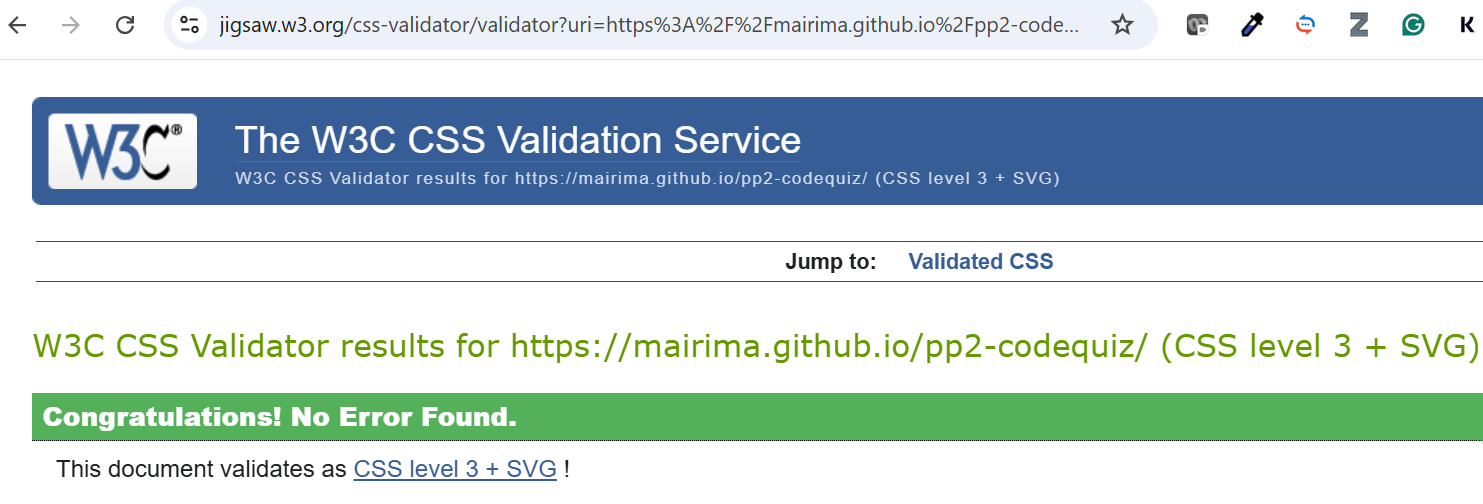 jigsaw.w3.org/css-validator/validator?uri=https%3A%2F%2Fmairima.github.io%2Fpp2-code...
W3C®
The W3C CSS Validation Service
W3C CSS Validator results for https://mairima.github.io/pp2-codequiz/ (CSS level 3 + SVG)
Jump to: Validated CSS
W3C CSS Validator results for https://mairima.github.io/pp2-codequiz/ (CSS level 3 + SVG)
Congratulations! No Error Found.
This document validates as CSS level 3 + SVG !